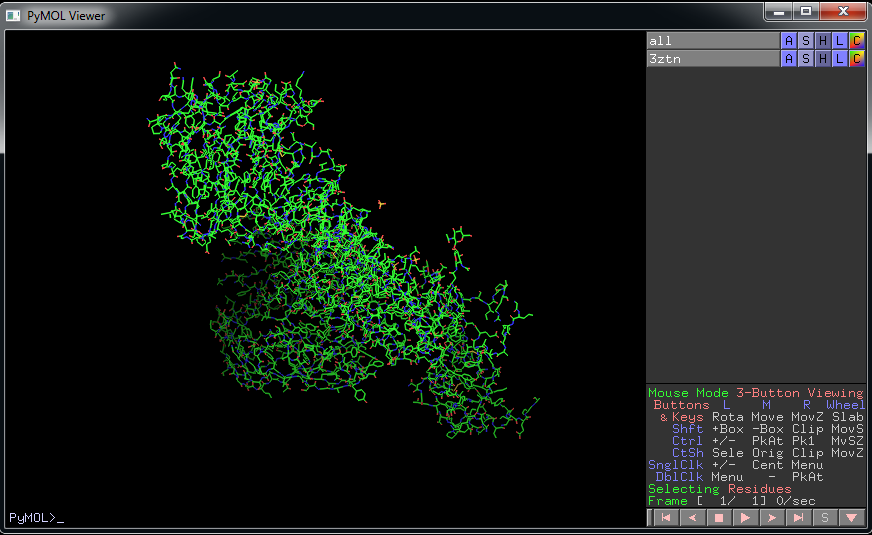 PyMOL Viewer
all A S H L C
3ztn A S H L C
Mouse Mode 3-Button Viewing
Buttons L M R Wheel
& Keys Rota Move MovZ Slab
Shft +Box -Box Clip MovS
Ctrl +/- PkAt Pk1 MvSZ
CtSh Sele Orig Clip MovZ
SnglClk +/- Cent Menu
DblClk Menu - PkAt
Selecting Residues
Frame [ 1/ 1] 0/sec
S
PyMOL>_